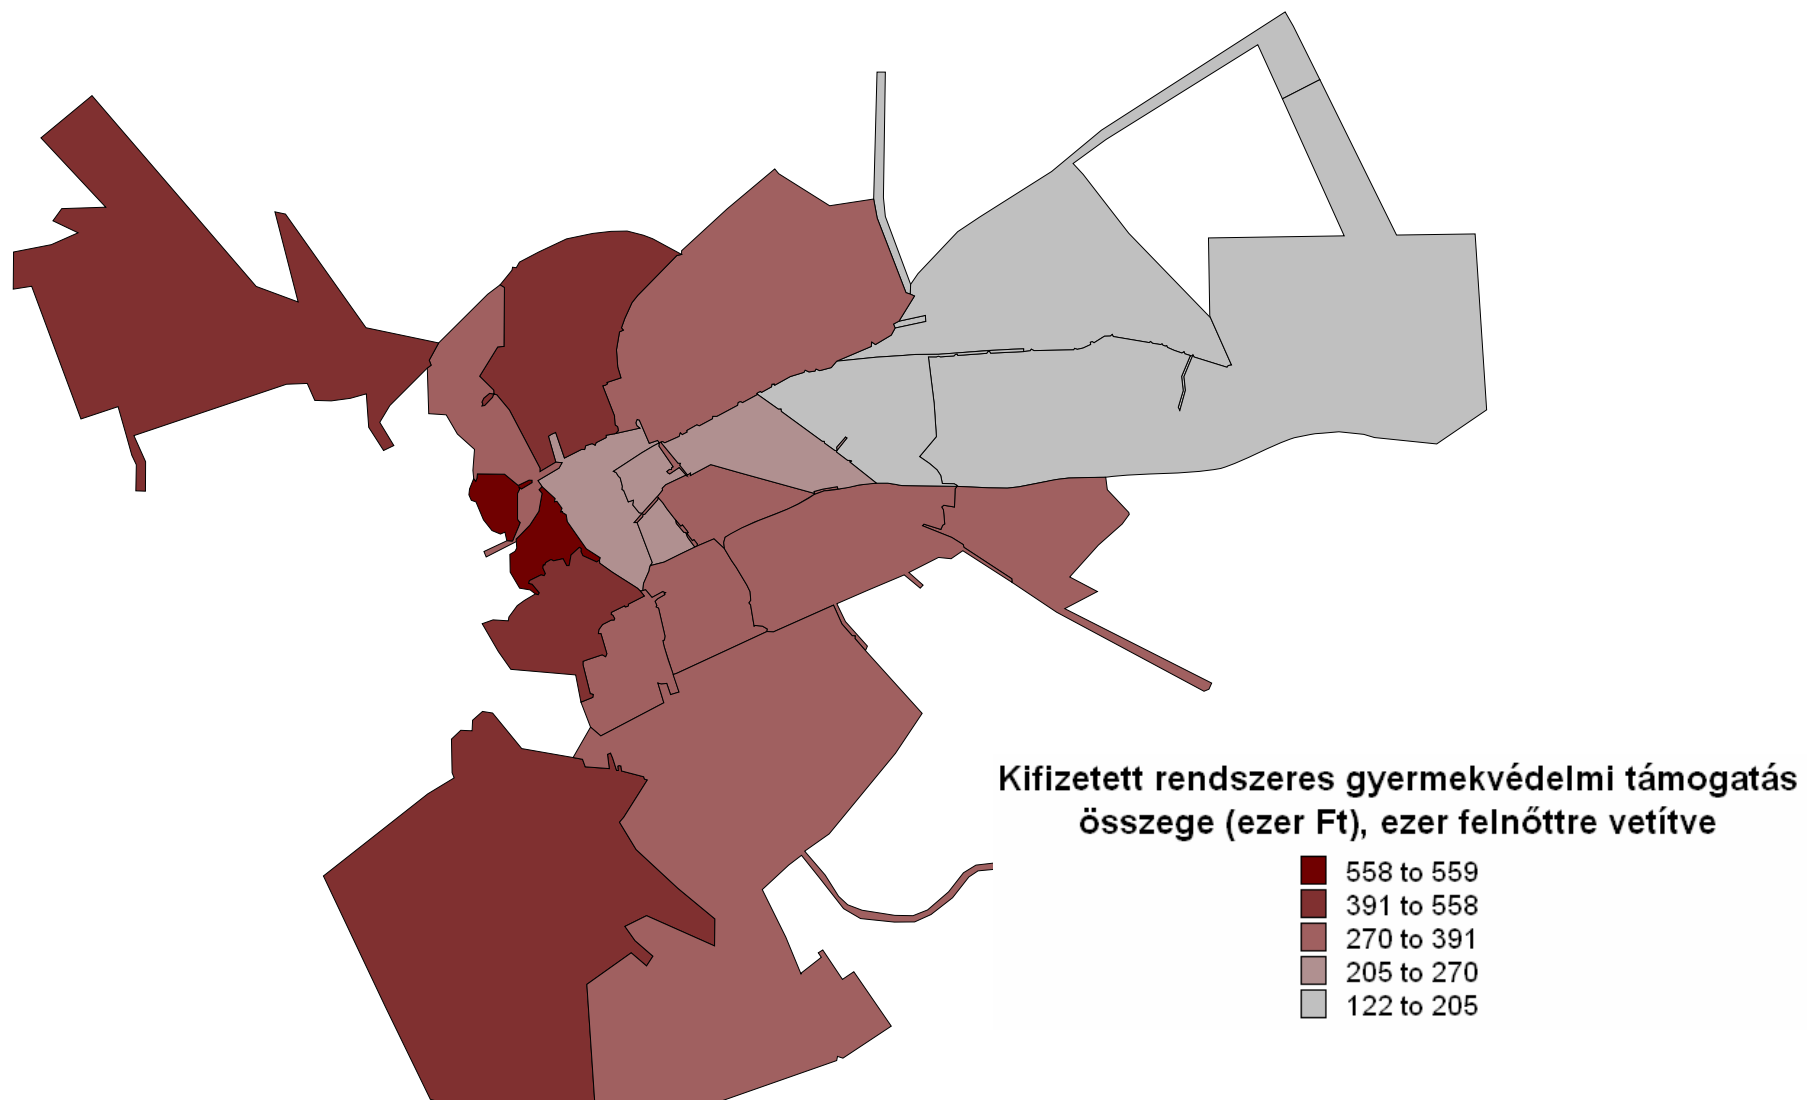 Kifizetett rendszeres gyermekvédelmi támogatás
összege (ezer Ft), ezer felnőttre vetítve
558 to 559
391 to 558
270 to 391
205 to 270
122 to 205